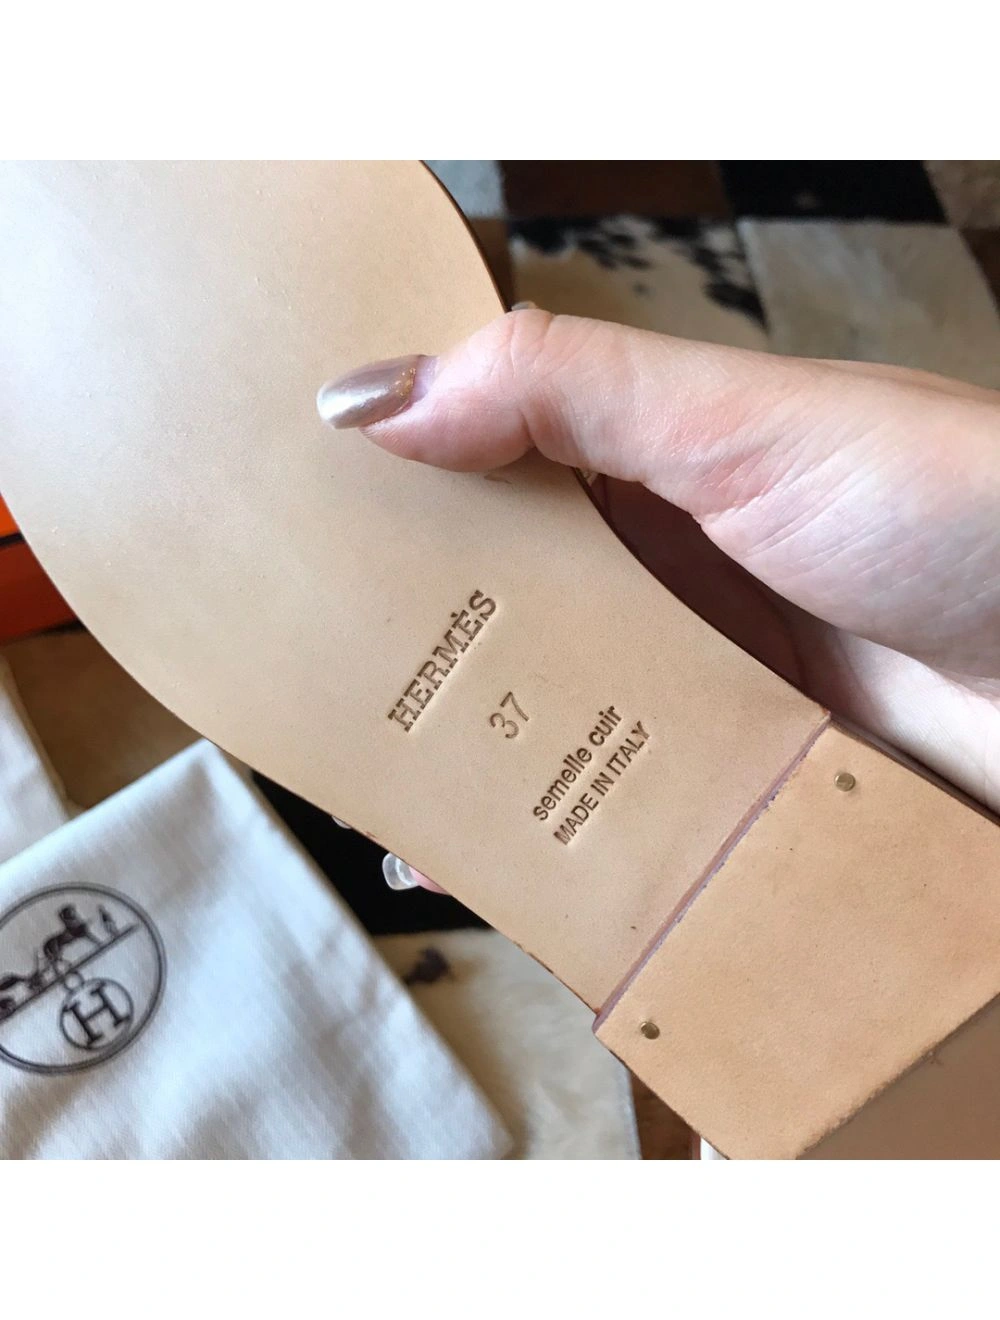 HERMÈS
37
semelle cuir
MADE IN ITALY
H